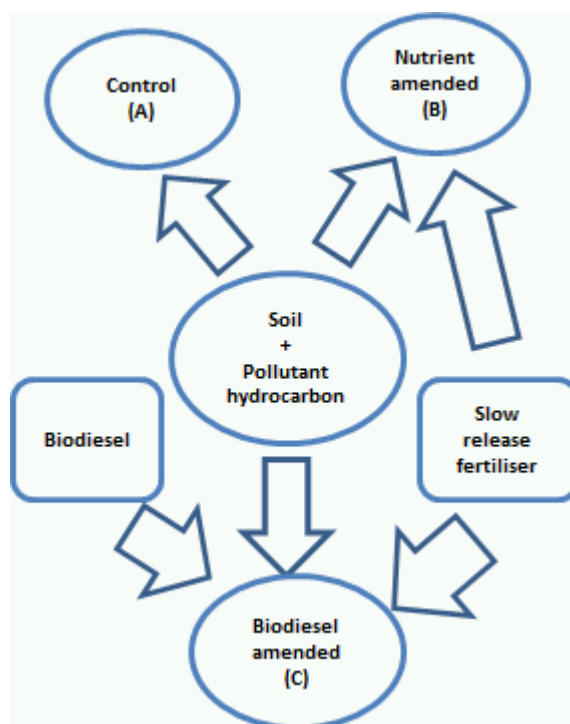 Control
(A)
Nutrient
amended
(B)
Soil
+
Pollutant
hydrocarbon
Biodiesel
Slow
release
fertiliser
Biodiesel
amended
(C)